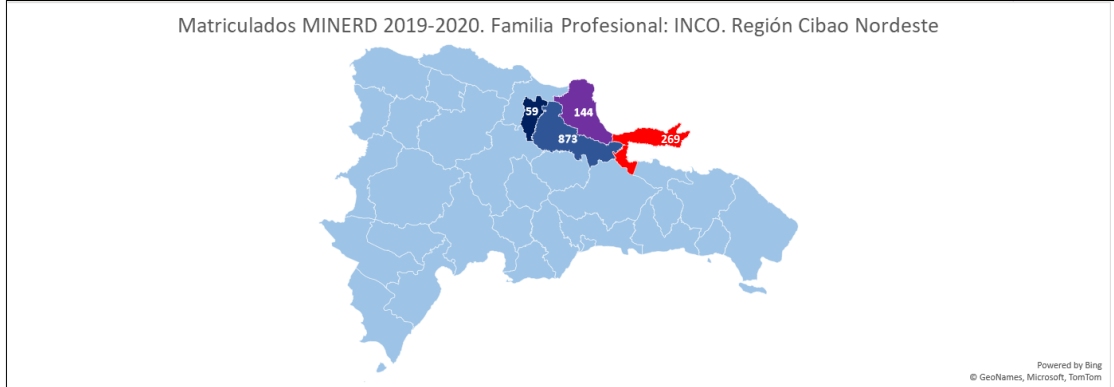 Matriculados MINERD 2019-2020. Familia Profesional: INCO. Región Cibao Nordeste
59
144
873
269
Powered by Bing
© GeoNames, Microsoft, TomTom